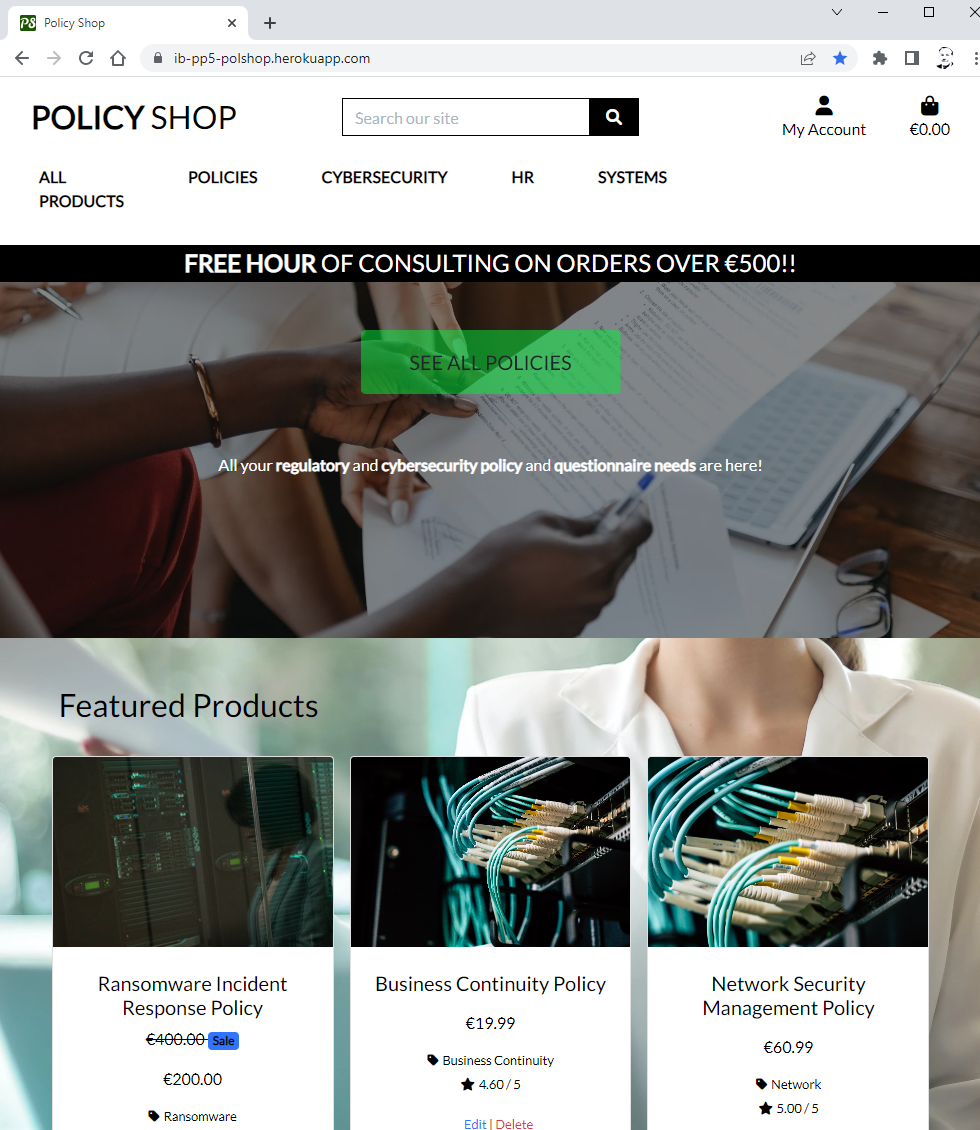 PS Policy Shop
ib-pp5-polshop.herokuapp.com
POLICY SHOP
Search our site
My Account
€0.00
ALL PRODUCTS
POLICIES
CYBERSECURITY
HR
SYSTEMS
FREE HOUR OF CONSULTING ON ORDERS OVER €500!!
SEE ALL POLICIES
All your regulatory and cybersecurity policy and questionnaire needs are here!
Featured Products
Ransomware Incident
Response Policy
€400.00 Sale
€200.00
Ransomware
Business Continuity Policy
€19.99
Business Continuity
4.60 / 5
Edit | Delete
Network Security
Management Policy
€60.99
Network
5.00 / 5